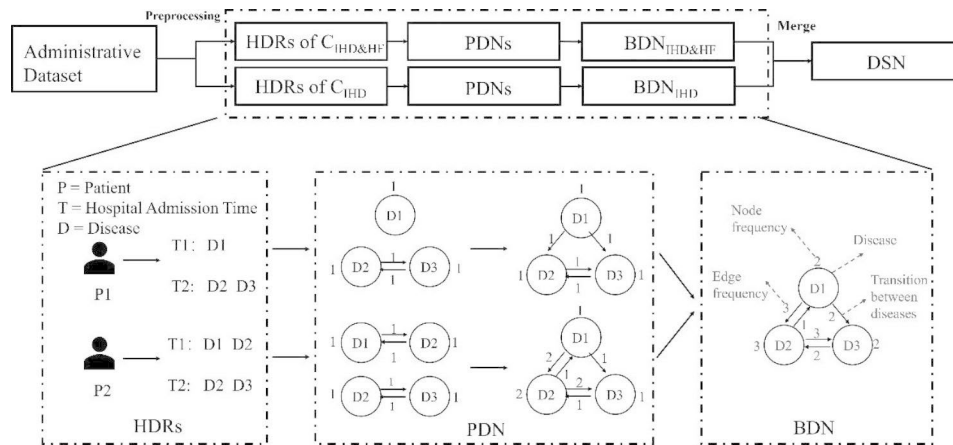 Preprocessing
Merge
Administrative
Dataset
HDRs of C_IHD&HF
PDNs
BDN_IHD&HF
DSN
HDRs of C_IHD
PDNs
BDN_IHD
P = Patient
T = Hospital Admission Time
D = Disease
P1
T1: D1
T2: D2 D3
P2
T1: D1 D2
T2: D2 D3
HDRs
1
D1
1 D2 1 D3 1
1
1
D1
1 1
1 D2 1 D3 1
1
1 D1 1 D2 1
1
1 D2 1 D3 1
1
1
D1
2 1 1
2 D2 2 D3 1
1
PDN
Node
frequency
Disease
2
Edge
frequency
D1
Transition
between
diseases
3 1 2
3 D2 3 D3 2
2
BDN